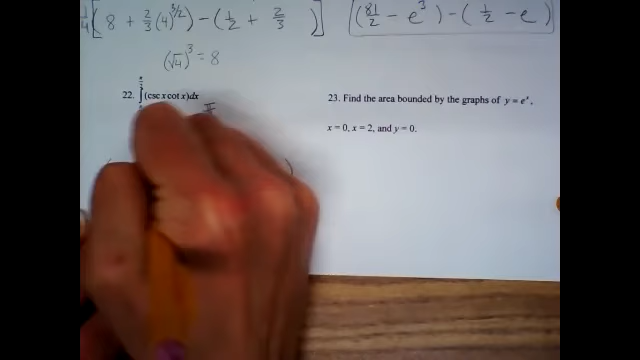 1/4[ 8 + 2/3 (4)^3/2 ) - ( 1/2 + 2/3 ) ]
(√4)^3 = 8
22. ∫(csc x cot x)dx
[ ( 81/2 - e^3 ) - ( 1/2 - e )
23. Find the area bounded by the graphs of y = e^x,
x = 0, x = 2, and y = 0.